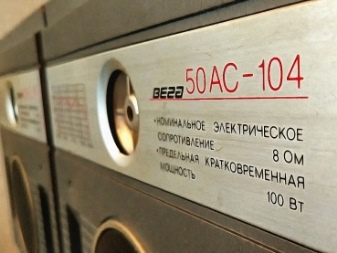 ВЕГА 50АС-104
•НОМИНАЛЬНОЕ ЭЛЕКТРИЧЕСКОЕ
СОПРОТИВЛЕНИЕ 8 ОМ
•ПРЕДЕЛЬНАЯ КРАТКОВРЕМЕННАЯ
МОЩНОСТЬ 100 Вт